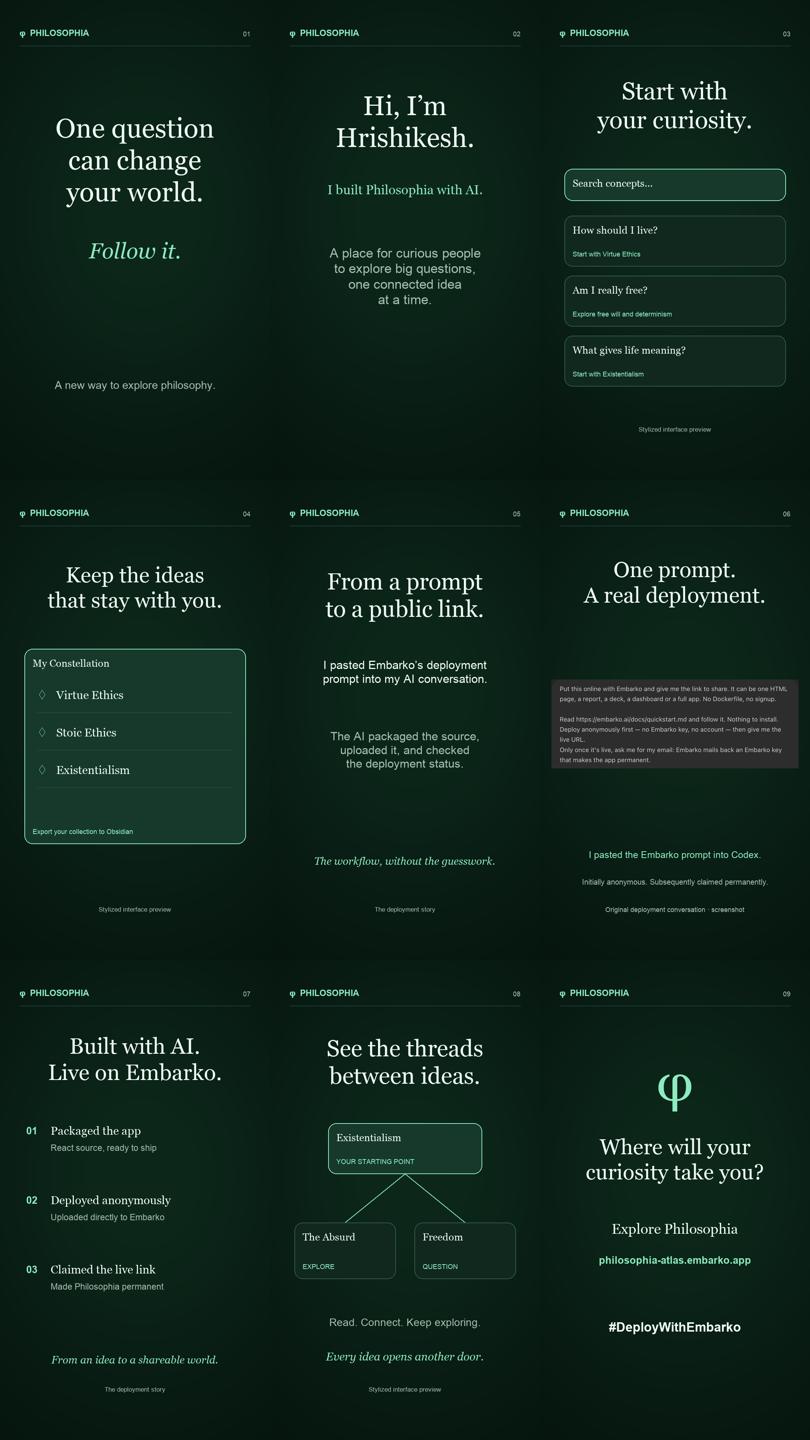 φ PHILOSOPHIA 01
One question
can change
your world.
Follow it.
A new way to explore philosophy.
φ PHILOSOPHIA 02
Hi, I’m
Hrishikesh.
I built Philosophia with AI.
A place for curious people
to explore big questions,
one connected idea
at a time.
φ PHILOSOPHIA 03
Start with
your curiosity.
Search concepts...
How should I live?
Start with Virtue Ethics
Am I really free?
Explore free will and determinism
What gives life meaning?
Start with Existentialism
Stylized interface preview
φ PHILOSOPHIA 04
Keep the ideas
that stay with you.
My Constellation
♢ Virtue Ethics
♢ Stoic Ethics
♢ Existentialism
Export your collection to Obsidian
Stylized interface preview
φ PHILOSOPHIA 05
From a prompt
to a public link.
I pasted Embarko’s deployment
prompt into my AI conversation.
The AI packaged the source,
uploaded it, and checked
the deployment status.
The workflow, without the guesswork.
The deployment story
φ PHILOSOPHIA 06
One prompt.
A real deployment.
Put this online with Embarko and give me the link to share. It can be one HTML
page, a report, a deck, a dashboard or a full app. No Dockerfile, no signup.
Read https://embarko.ai/docs/quickstart.md and follow it. Nothing to install.
Deploy anonymously first — no Embarko key, no account — then give me the
live URL.
Only once it's live, ask me for my email: Embarko mails back an Embarko key
that makes the app permanent.
I pasted the Embarko prompt into Codex.
Initially anonymous. Subsequently claimed permanently.
Original deployment conversation · screenshot
φ PHILOSOPHIA 07
Built with AI.
Live on Embarko.
01 Packaged the app
React source, ready to ship
02 Deployed anonymously
Uploaded directly to Embarko
03 Claimed the live link
Made Philosophia permanent
From an idea to a shareable world.
The deployment story
φ PHILOSOPHIA 08
See the threads
between ideas.
Existentialism
YOUR STARTING POINT
The Absurd
EXPLORE
Freedom
QUESTION
Read. Connect. Keep exploring.
Every idea opens another door.
Stylized interface preview
φ PHILOSOPHIA 09
φ
Where will your
curiosity take you?
Explore Philosophia
philosophia-atlas.embarko.app
#DeployWithEmbarko